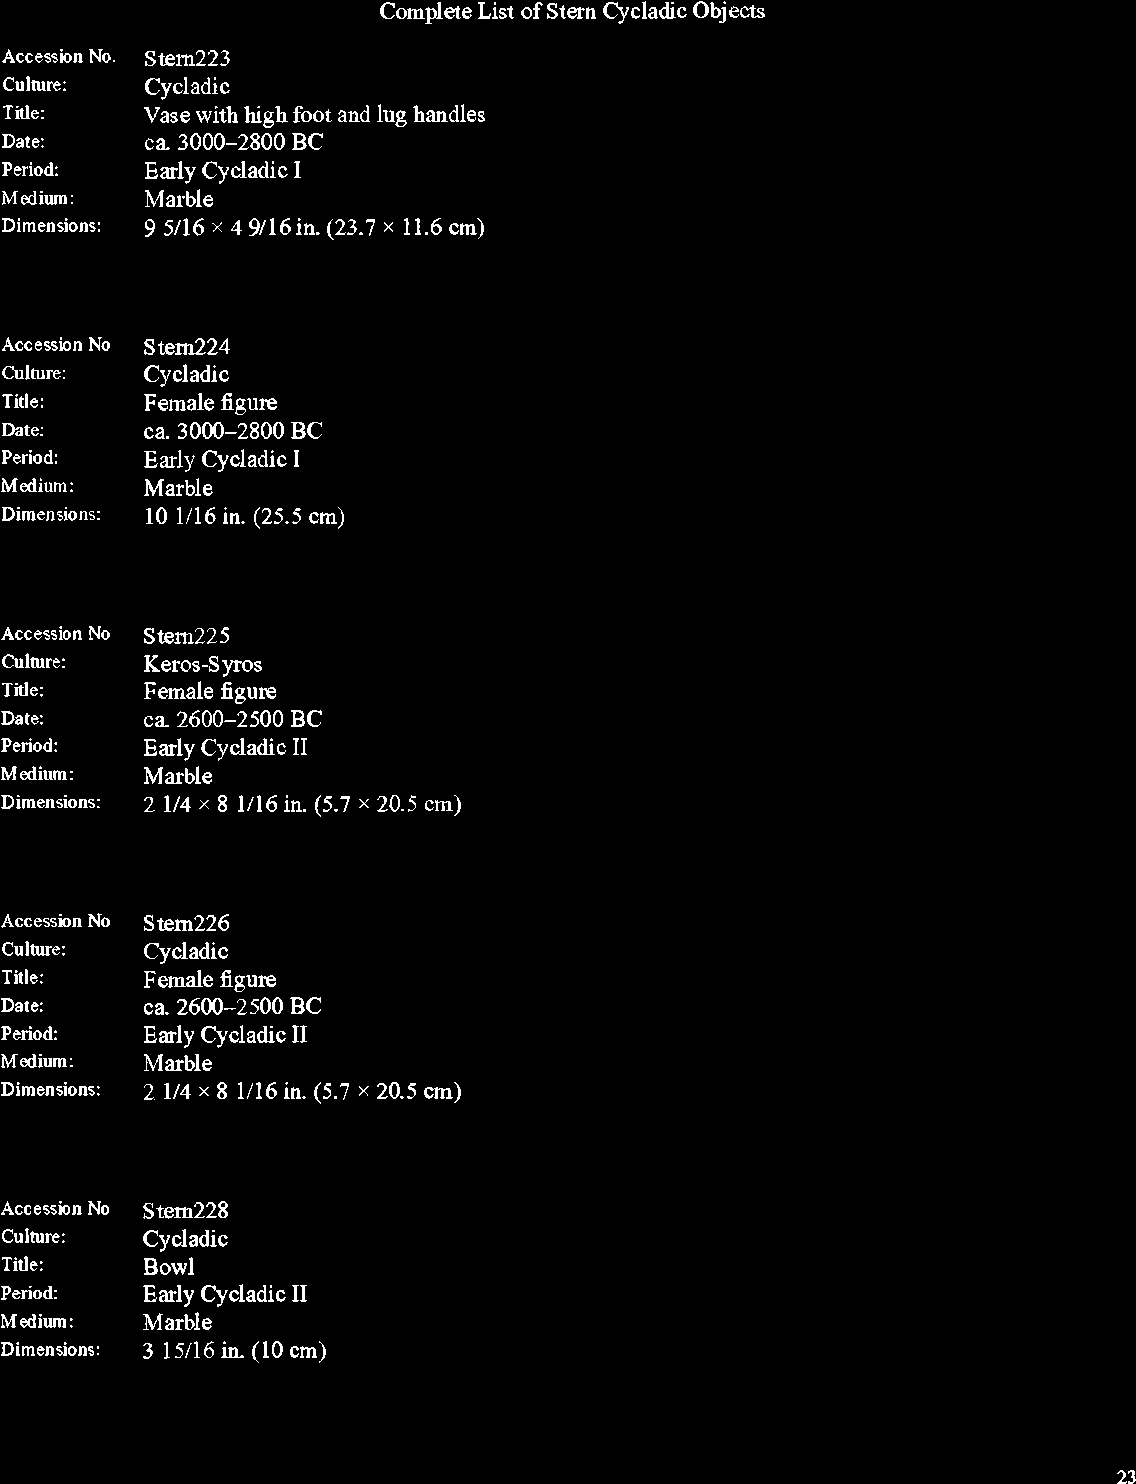 Complete List of Stern Cycladic Objects
Accession No. Stern223
Culture: Cycladic
Title: Vase with high foot and lug handles
Date: ca. 3000–2800 BC
Period: Early Cycladic I
Medium: Marble
Dimensions: 9 5/16 × 4 9/16 in. (23.7 × 11.6 cm)
Accession No Stern224
Culture: Cycladic
Title: Female figure
Date: ca. 3000–2800 BC
Period: Early Cycladic I
Medium: Marble
Dimensions: 10 1/16 in. (25.5 cm)
Accession No Stern225
Culture: Keros-Syros
Title: Female figure
Date: ca. 2600–2500 BC
Period: Early Cycladic II
Medium: Marble
Dimensions: 2 1/4 × 8 1/16 in. (5.7 × 20.5 cm)
Accession No Stern226
Culture: Cycladic
Title: Female figure
Date: ca. 2600–2500 BC
Period: Early Cycladic II
Medium: Marble
Dimensions: 2 1/4 × 8 1/16 in. (5.7 × 20.5 cm)
Accession No Stern228
Culture: Cycladic
Title: Bowl
Period: Early Cycladic II
Medium: Marble
Dimensions: 3 15/16 in. (10 cm)
23